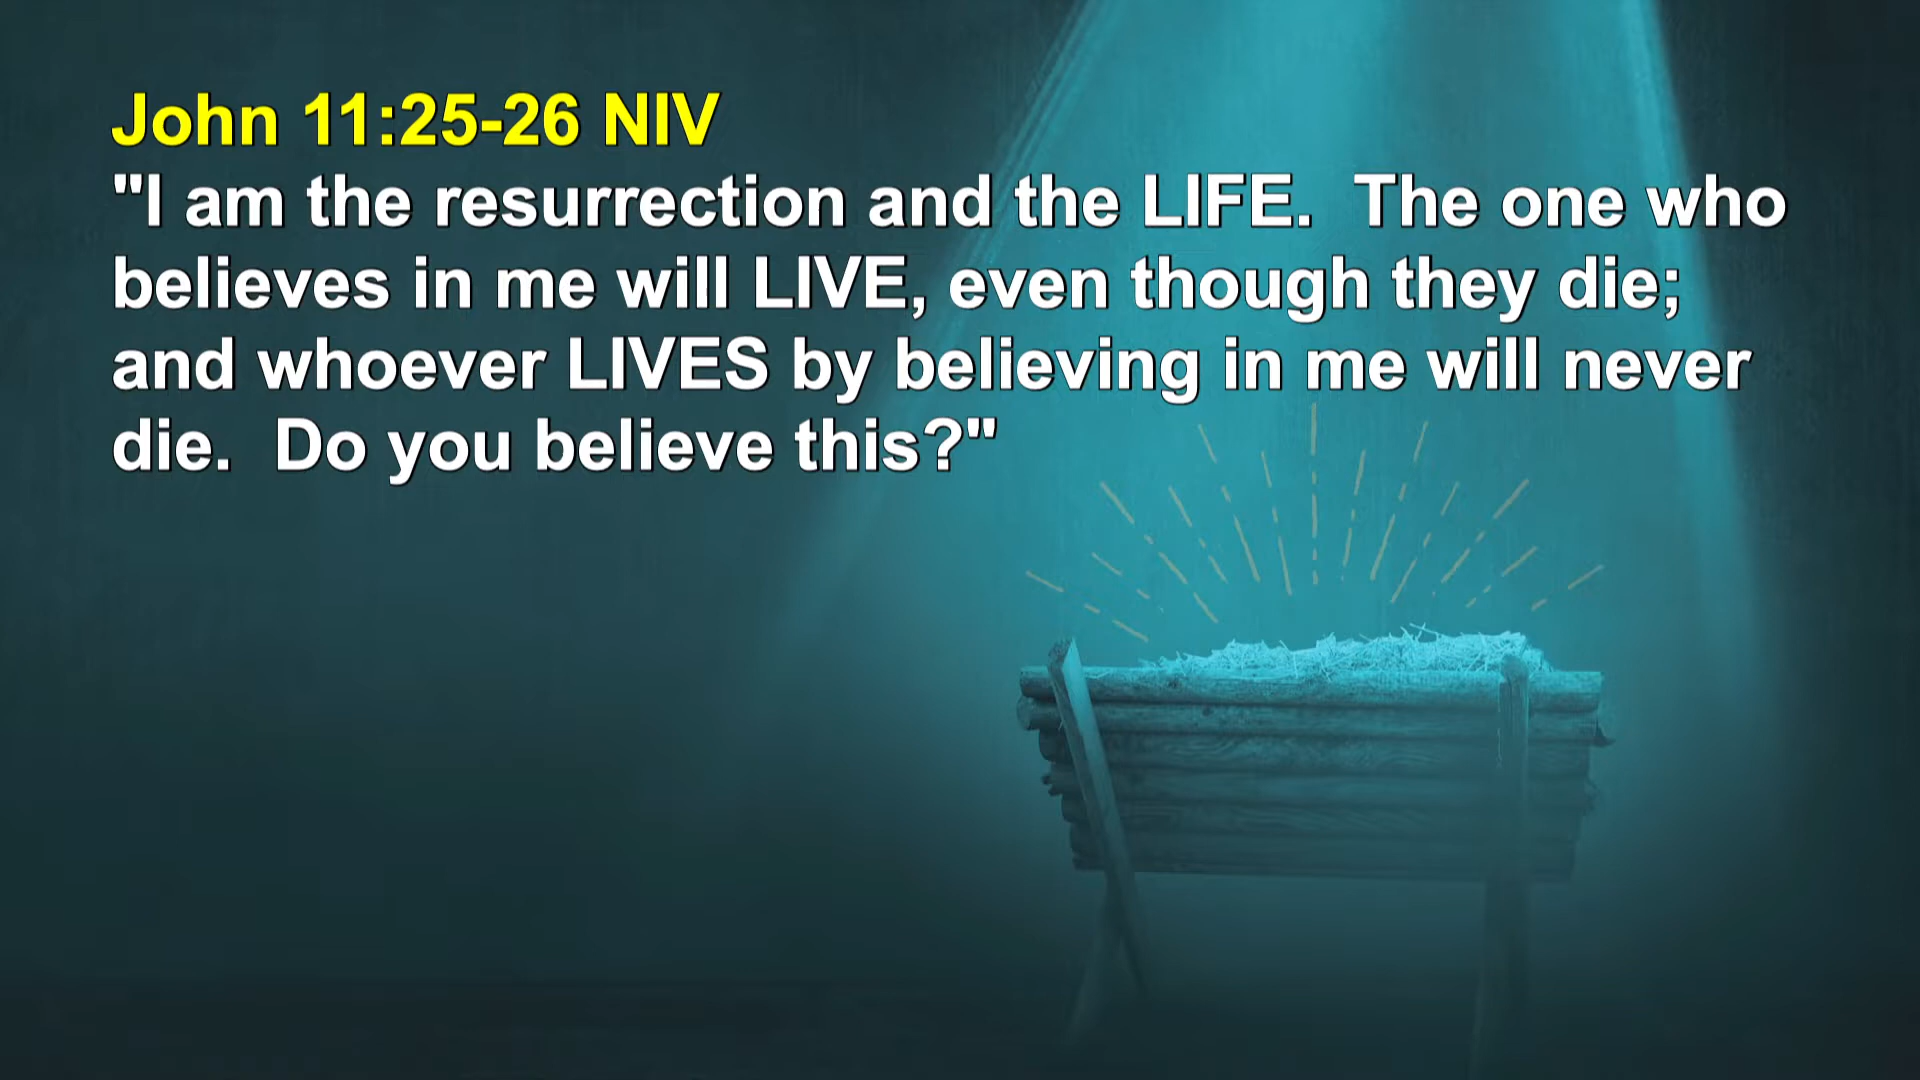 John 11:25-26 NIV
"I am the resurrection and the LIFE.  The one who
believes in me will LIVE, even though they die;
and whoever LIVES by believing in me will never
die.  Do you believe this?"